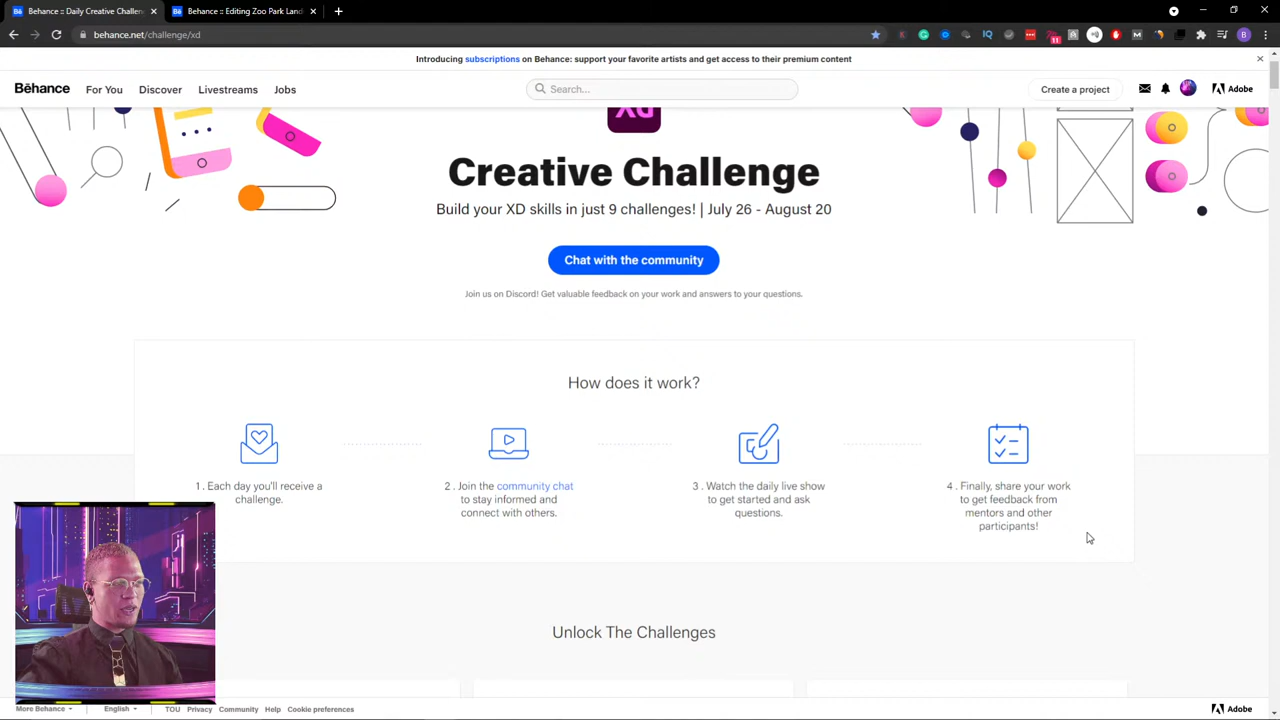 Behance :: Daily Creative Challen
Behance :: Editing Zoo Park Land
behance.net/challenge/xd
Introducing subscriptions on Behance: support your favorite artists and get access to their premium content
Bēhance
For You
Discover
Livestreams
Jobs
Search...
Create a project
Adobe
XD
Creative Challenge
Build your XD skills in just 9 challenges! | July 26 - August 20
Chat with the community
Join us on Discord! Get valuable feedback on your work and answers to your questions.
How does it work?
1 . Each day you'll receive a
challenge.
2 . Join the community chat
to stay informed and
connect with others.
3 . Watch the daily live show
to get started and ask
questions.
4 . Finally, share your work
to get feedback from
mentors and other
participants!
Unlock The Challenges
More Behance
English
TOU
Privacy
Community
Help
Cookie preferences
Adobe